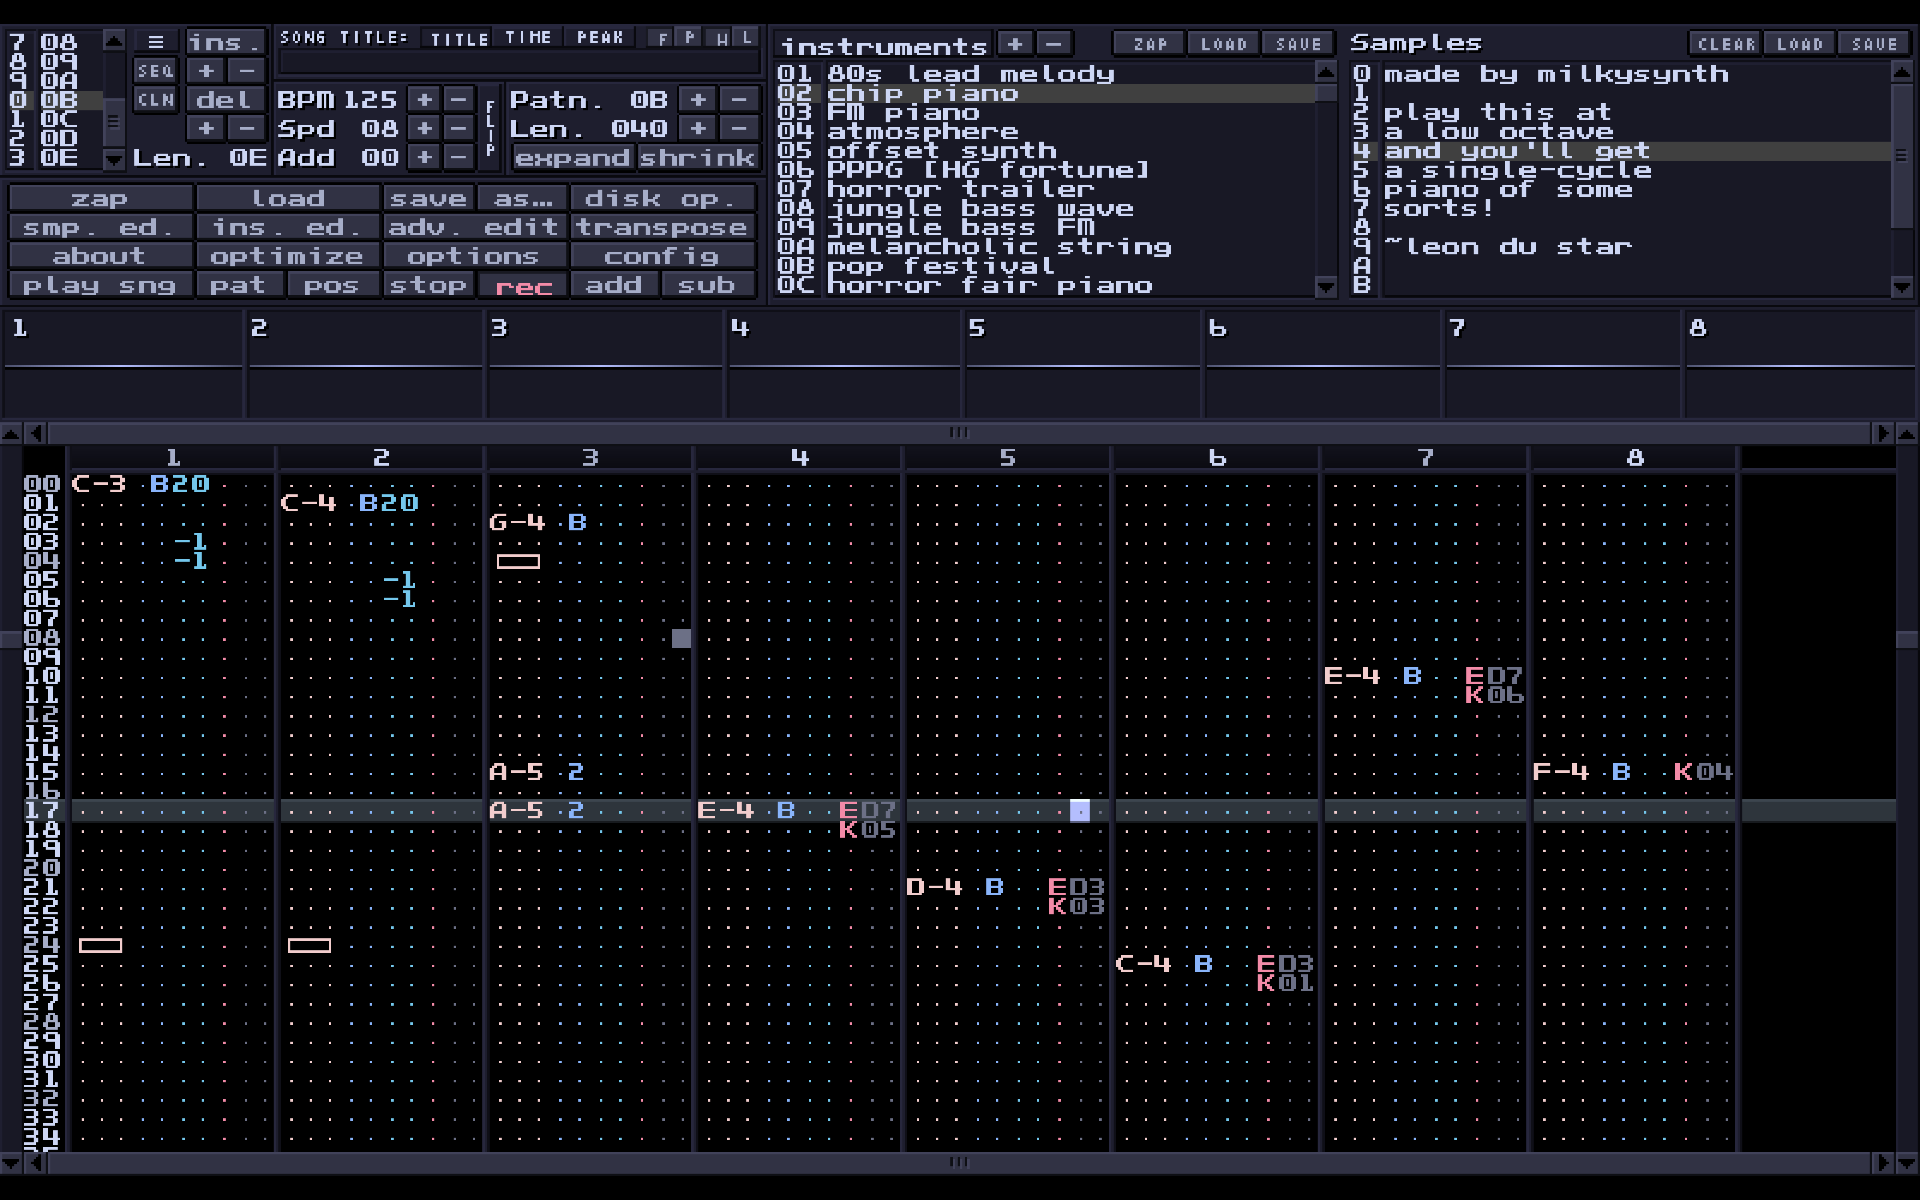 7 08
8 09
9 0A
0 0B
1 0C
2 0D
3 0E
ins.
SEQ + -
CLN del
+ -
Len. 0E
SONG TITLE: TITLE TIME PEAK F P W L
BPM 125 + -
Spd 08 + -
Add 00 + -
FLIP
Patn. 0B + -
Len. 040 + -
expand shrink
zap load save as... disk op.
smp. ed. ins. ed. adv. edit transpose
about optimize options config
play sng pat pos stop rec add sub
instruments + - ZAP LOAD SAVE
01 80s lead melody
02 chip piano
03 FM piano
04 atmosphere
05 offset synth
06 PPPG [HG fortune]
07 horror trailer
08 jungle bass wave
09 jungle bass FM
0A melancholic string
0B pop festival
0C horror fair piano
Samples CLEAR LOAD SAVE
0 made by milkysynth
1
2 play this at
3 a low octave
4 and you'll get
5 a single-cycle
6 piano of some
7 sorts!
8
9 ~leon du star
A
B
1 2 3 4 5 6 7 8
1 2 3 4 5 6 7 8
00 C-3 B20
01 C-4 B20
02 G-4 B
03 -1
04 -1
05 -1
06 -1
07
08
09
10 E-4 B ED7
11 K06
12
13
14
15 A-5 2 F-4 B K04
16
17 A-5 2 E-4 B ED7
18 K05
19
20
21 D-4 B ED3
22 K03
23
24
25 C-4 B ED3
26 K01
27
28
29
30
31
32
33
34